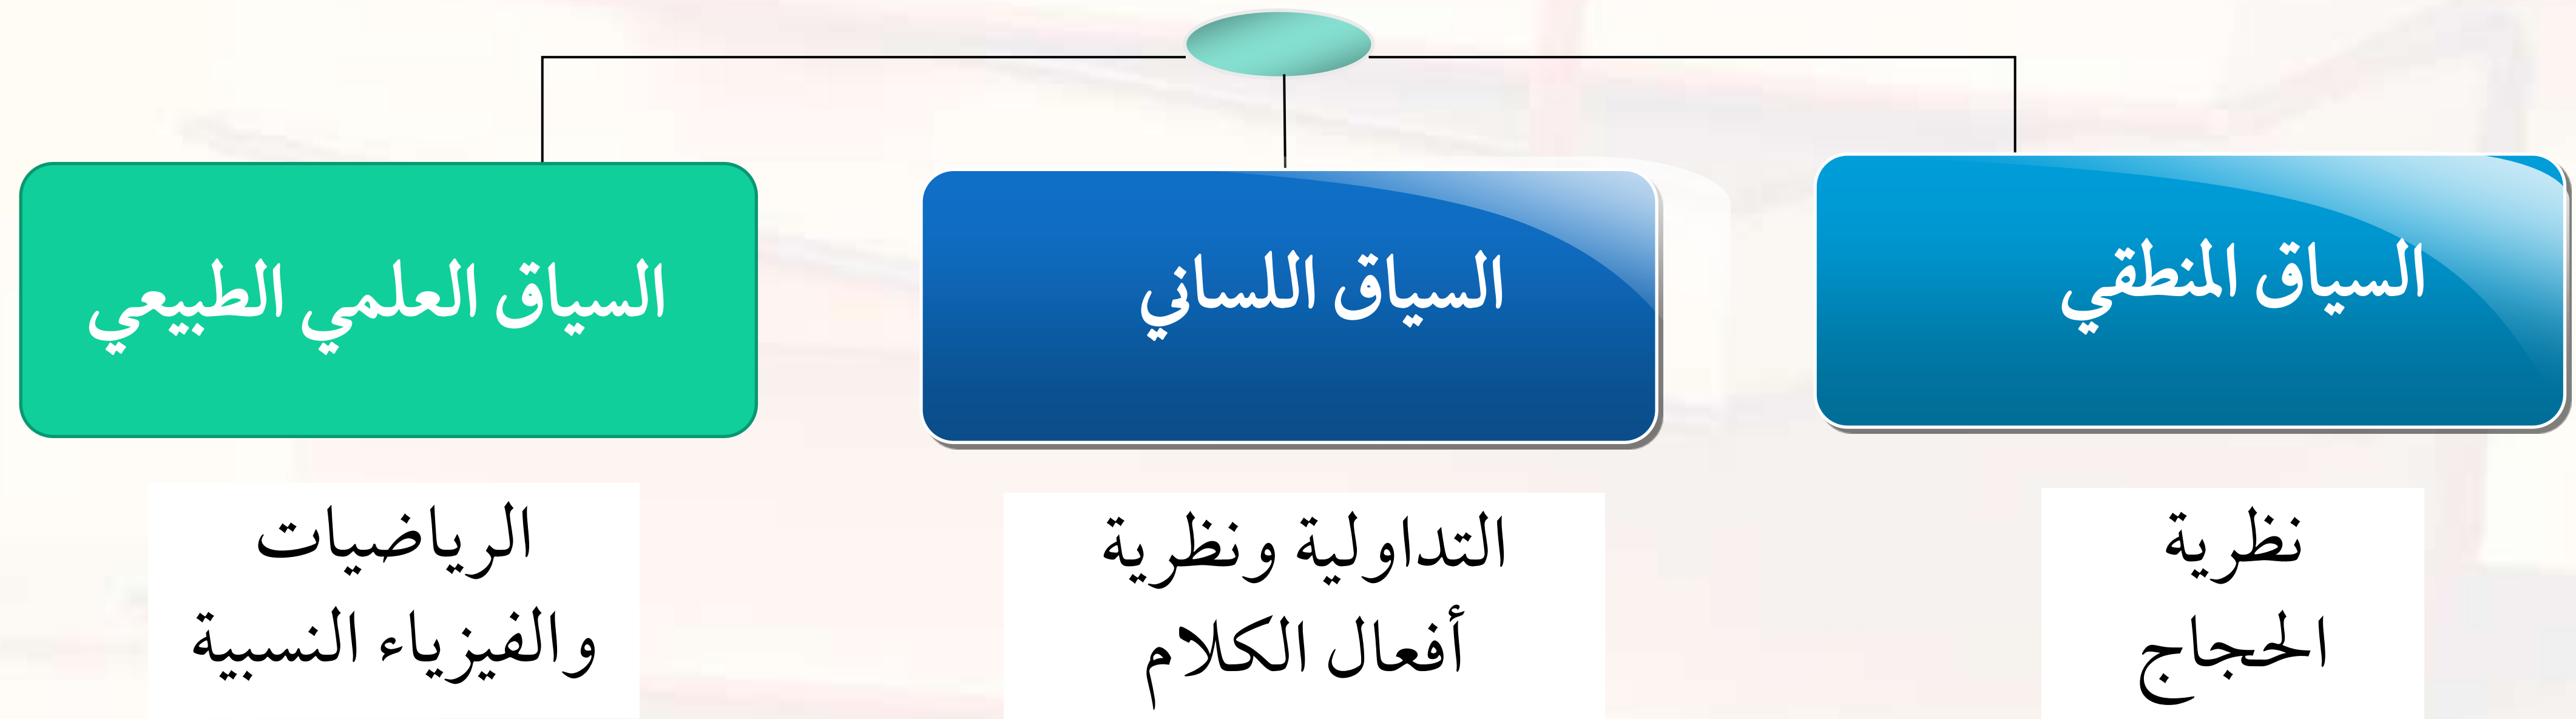 السياق المنطقي
نظرية
الحجاج
السياق اللساني
التداولية ونظرية
أفعال الكلام
السياق العلمي الطبيعي
الرياضيات
والفيزياء النسبية